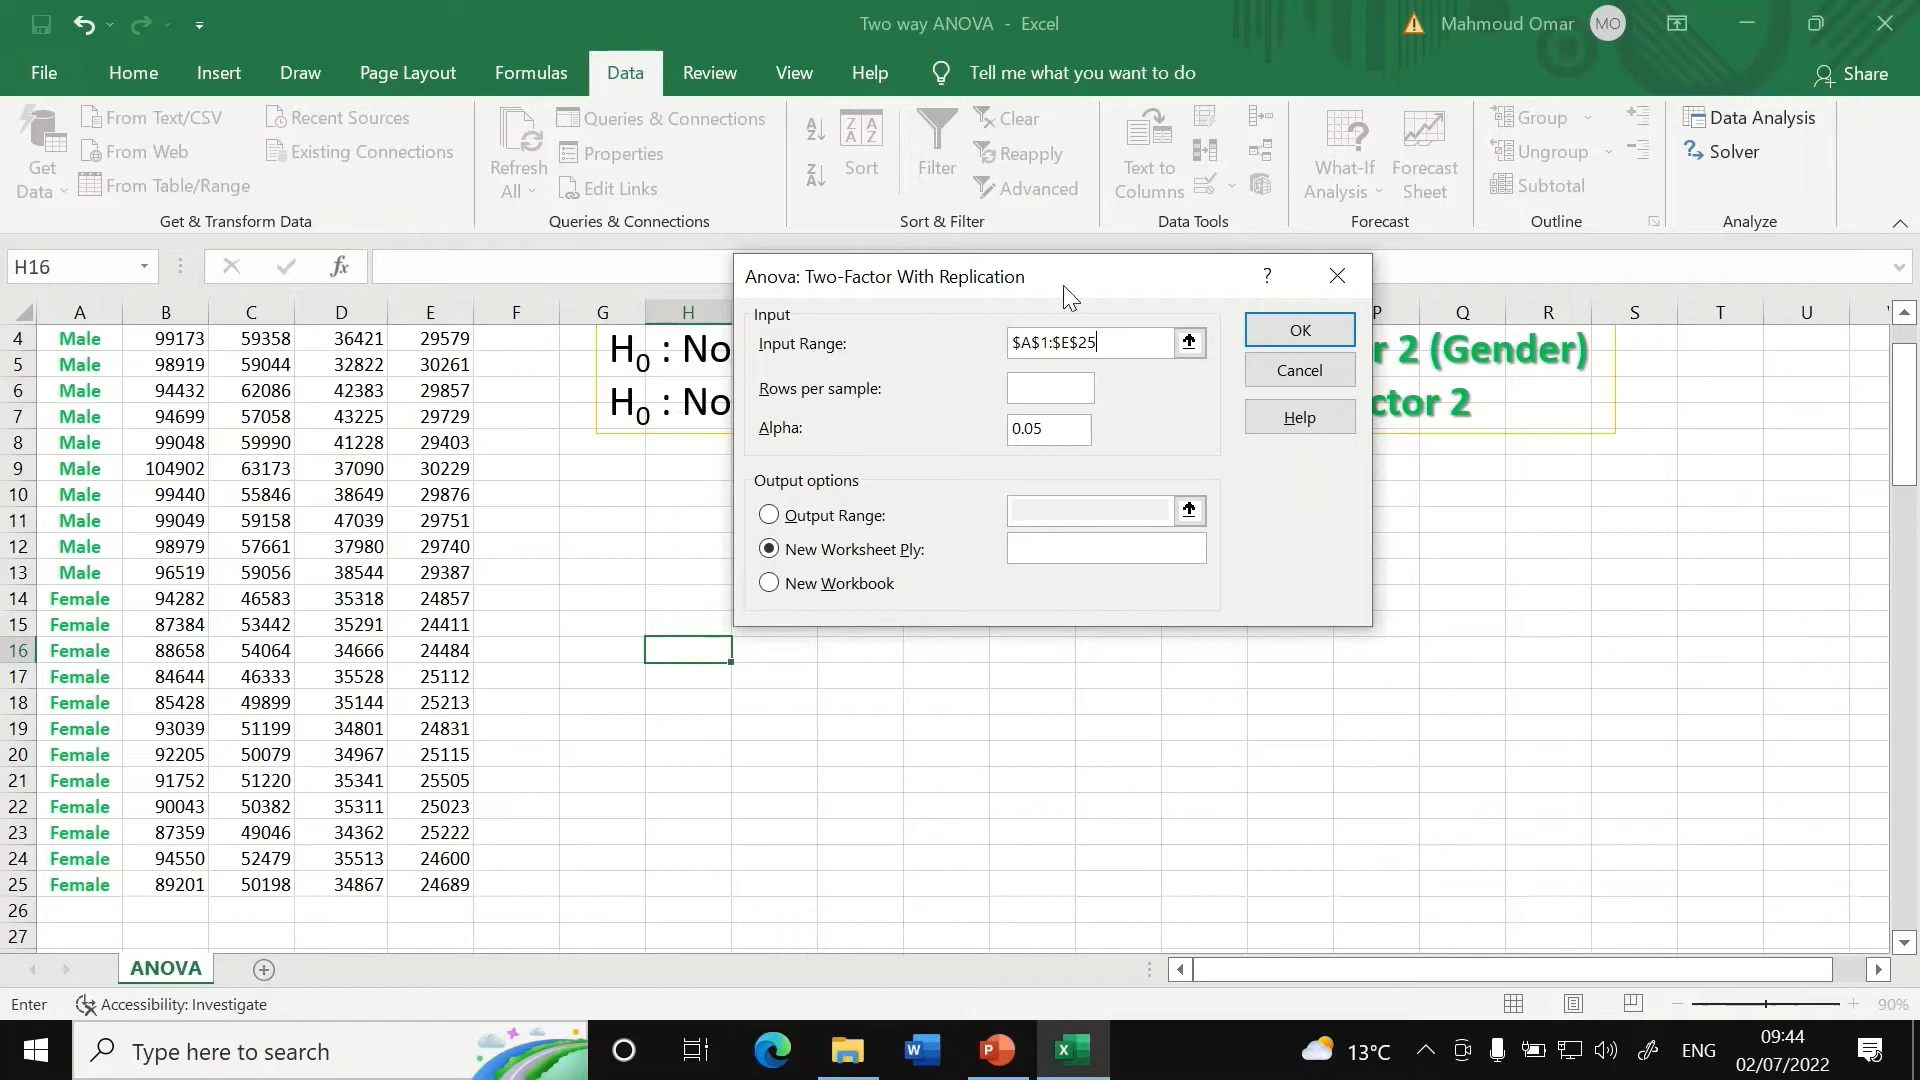 Two way ANOVA - Excel
Mahmoud Omar
MO
File Home Insert Draw Page Layout Formulas Data Review View Help Tell me what you want to do
Share
Get Data
From Text/CSV
From Web
From Table/Range
Recent Sources
Existing Connections
Get & Transform Data
Refresh All
Queries & Connections
Properties
Edit Links
Queries & Connections
Sort
Filter
Clear
Reapply
Advanced
Sort & Filter
Text to Columns
Data Tools
What-If Analysis
Forecast Sheet
Forecast
Group
Ungroup
Subtotal
Outline
Data Analysis
Solver
Analyze
H16
fx
A B C D E F G H P Q R S T U
4 Male 99173 59358 36421 29579
5 Male 98919 59044 32822 30261
6 Male 94432 62086 42383 29857
7 Male 94699 57058 43225 29729
8 Male 99048 59990 41228 29403
9 Male 104902 63173 37090 30229
10 Male 99440 55846 38649 29876
11 Male 99049 59158 47039 29751
12 Male 98979 57661 37980 29740
13 Male 96519 59056 38544 29387
14 Female 94282 46583 35318 24857
15 Female 87384 53442 35291 24411
16 Female 88658 54064 34666 24484
17 Female 84644 46333 35528 25112
18 Female 85428 49899 35144 25213
19 Female 93039 51199 34801 24831
20 Female 92205 50079 34967 25115
21 Female 91752 51220 35341 25505
22 Female 90043 50382 35311 25023
23 Female 87359 49046 34362 25222
24 Female 94550 52479 35513 24600
25 Female 89201 50198 34867 24689
26
27
H0 : No
r 2 (Gender)
H0 : No
ctor 2
Anova: Two-Factor With Replication
?
Input
Input Range:
$A$1:$E$25
Rows per sample:
Alpha:
0.05
OK
Cancel
Help
Output options
Output Range:
New Worksheet Ply:
New Workbook
ANOVA
Enter
Accessibility: Investigate
90%
Type here to search
13°C
ENG
09:44
02/07/2022